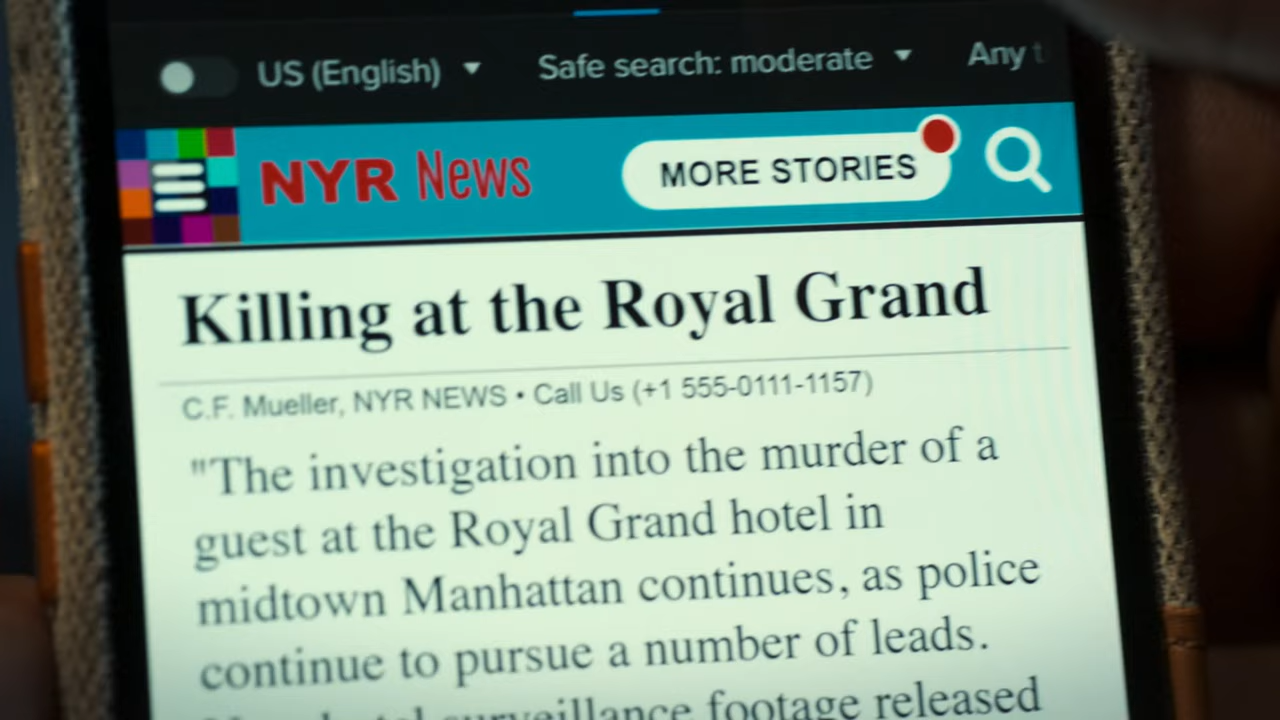 US (English) Safe search: moderate Any
NYR News MORE STORIES
Killing at the Royal Grand
C.F. Mueller, NYR NEWS • Call Us (+1 555-0111-1157)
"The investigation into the murder of a
guest at the Royal Grand hotel in
midtown Manhattan continues, as police
continue to pursue a number of leads.
surveillance footage released